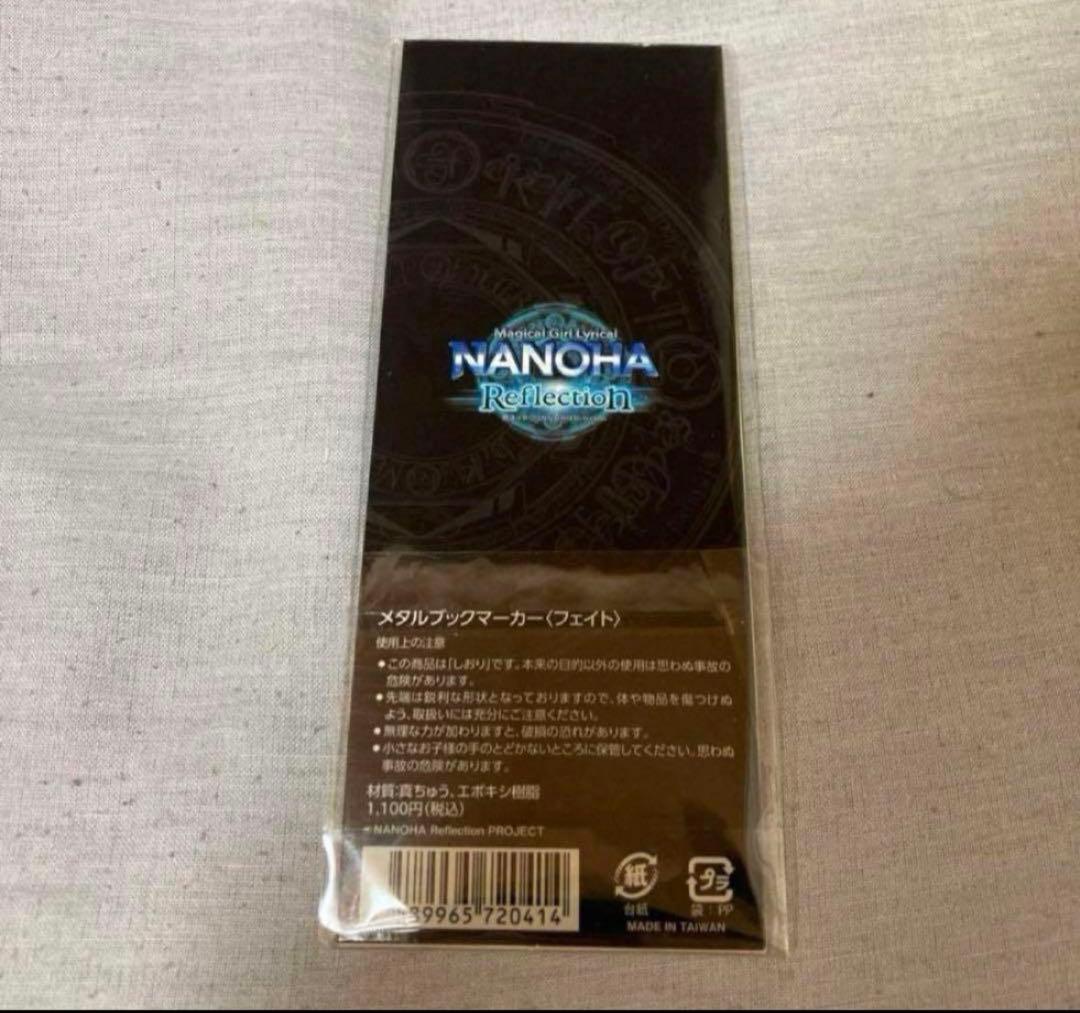 Magical Girl Lyrical
NANOHA
Reflection
メタルブックマーカー〈フェイト〉
使用上の注意
●この商品は「しおり」です。本来の目的以外の使用は思わぬ事故の
危険があります。
●先端は鋭利な形状となっておりますので、体や物品を傷つけぬ
よう、取扱いには充分にご注意ください。
●無理な力が加わりますと、破損の恐れがあります。
●小さなお子様の手のとどかないところに保管してください。思わぬ
事故の危険があります。
材質:真ちゅう、エポキシ樹脂
1,100円(税込)
NANOHA Reflection PROJECT
39965 720414
紙
台紙
プラ
袋:PP
MADE IN TAIWAN